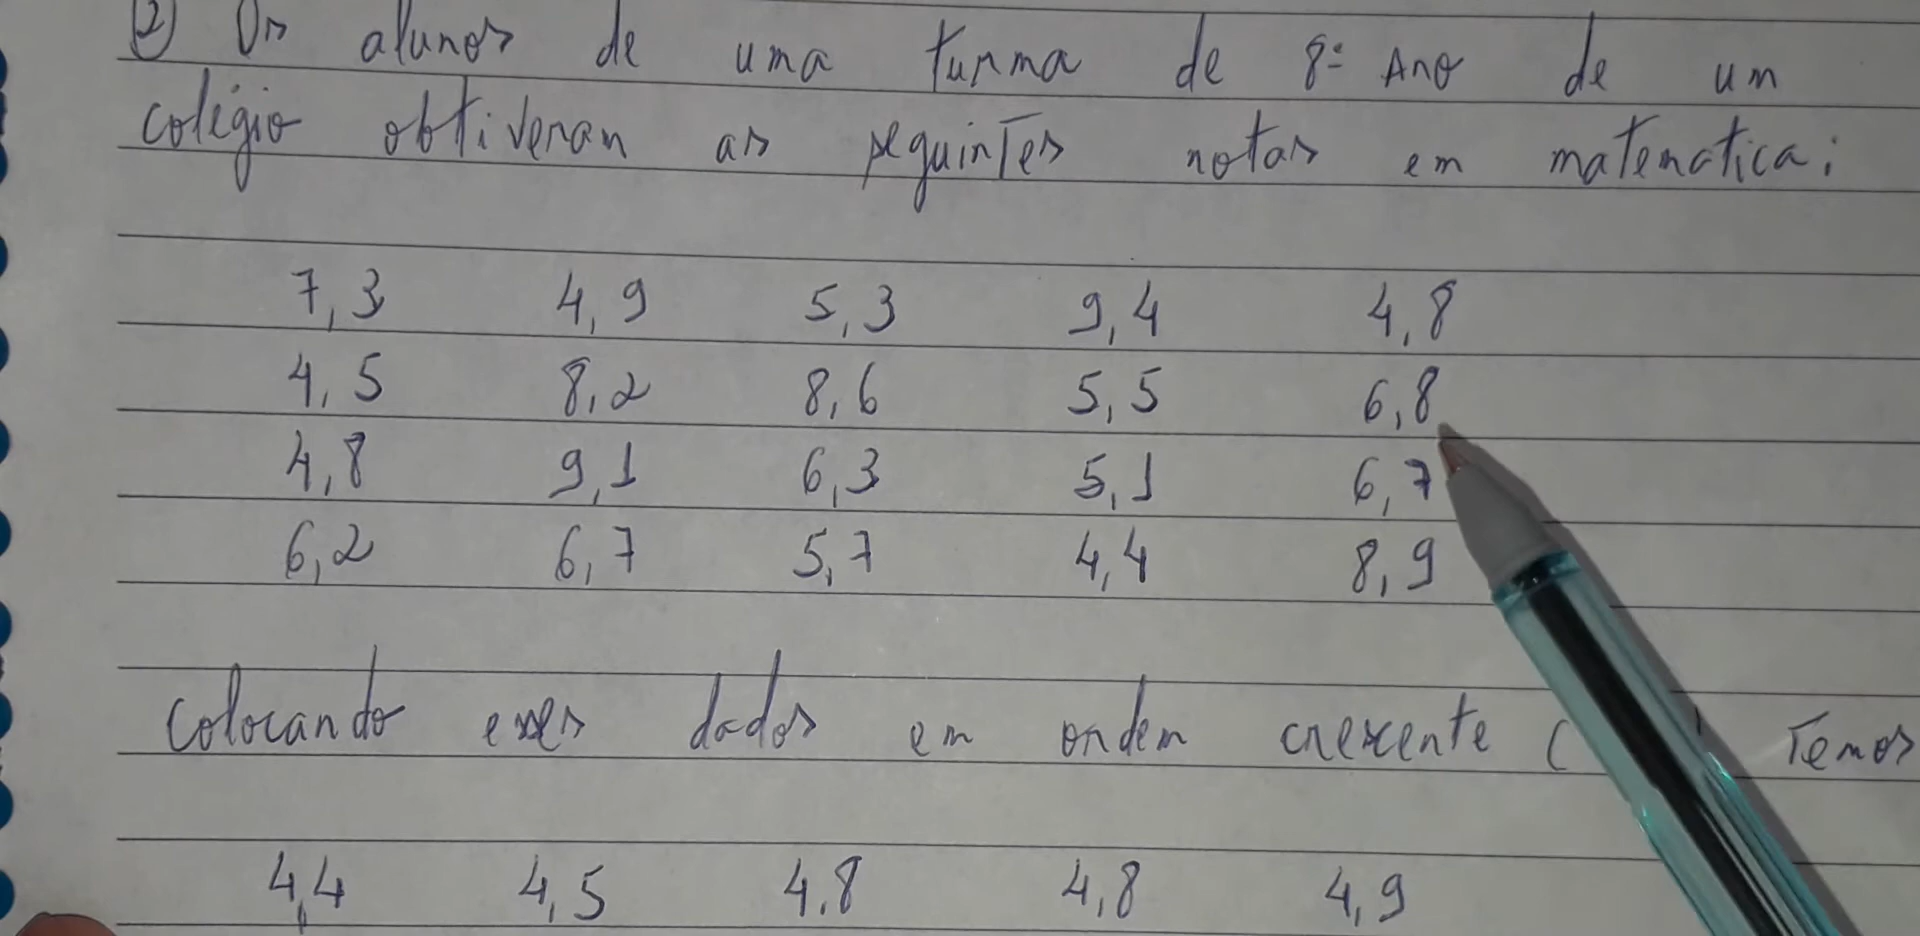 2) Os alunos de uma turma de 8º Ano de um
colégio obtiveram as seguintes notas em matemática:
7,3 4,9 5,3 9,4 4,8
4,5 8,2 8,6 5,5 6,8
4,8 9,1 6,3 5,1 6,7
6,2 6,7 5,7 4,4 8,9
Colocando esses dados em ordem crescente ( Temos
4,4 4,5 4,8 4,8 4,9